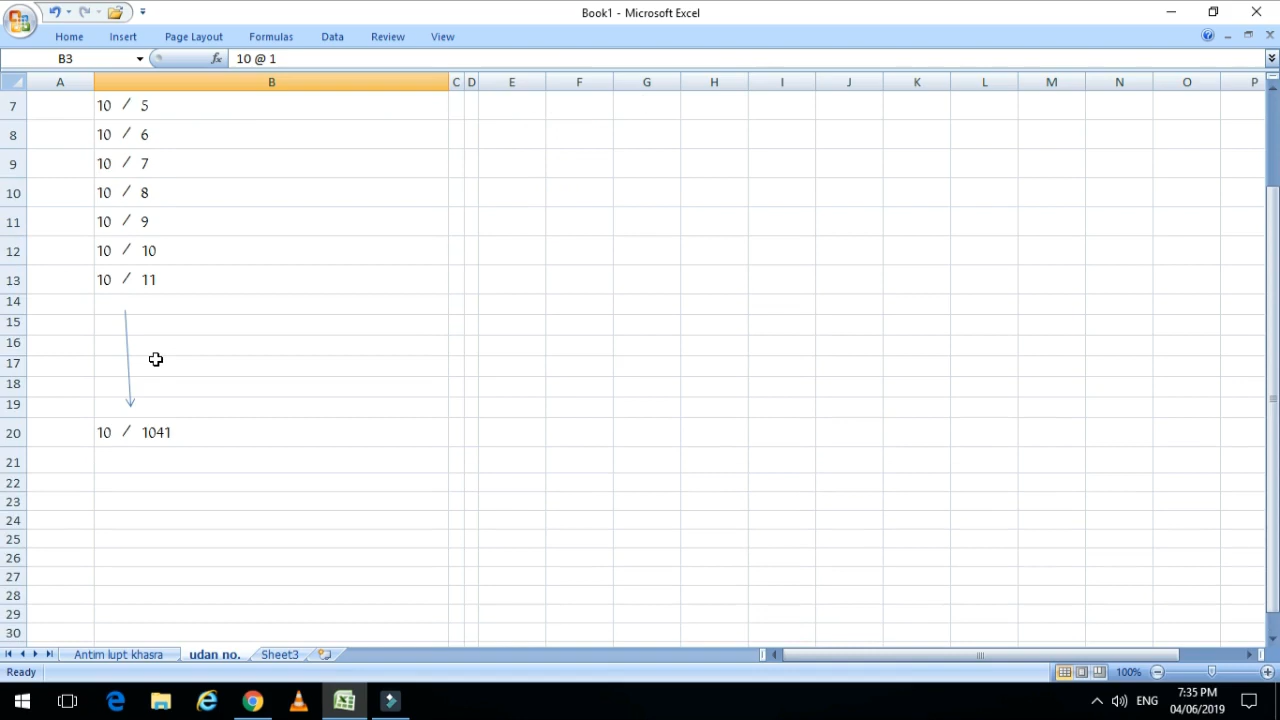 Book1 - Microsoft Excel
Home Insert Page Layout Formulas Data Review View
B3 fx 10 @ 1
A B C D E F G H I J K L M N O P
7 10 / 5
8 10 / 6
9 10 / 7
10 10 / 8
11 10 / 9
12 10 / 10
13 10 / 11
14
15
16
17
18
19
20 10 / 1041
21
22
23
24
25
26
27
28
29
30
Antim lupt khasra udan no. Sheet3
Ready 100%
ENG 7:35 PM
04/06/2019